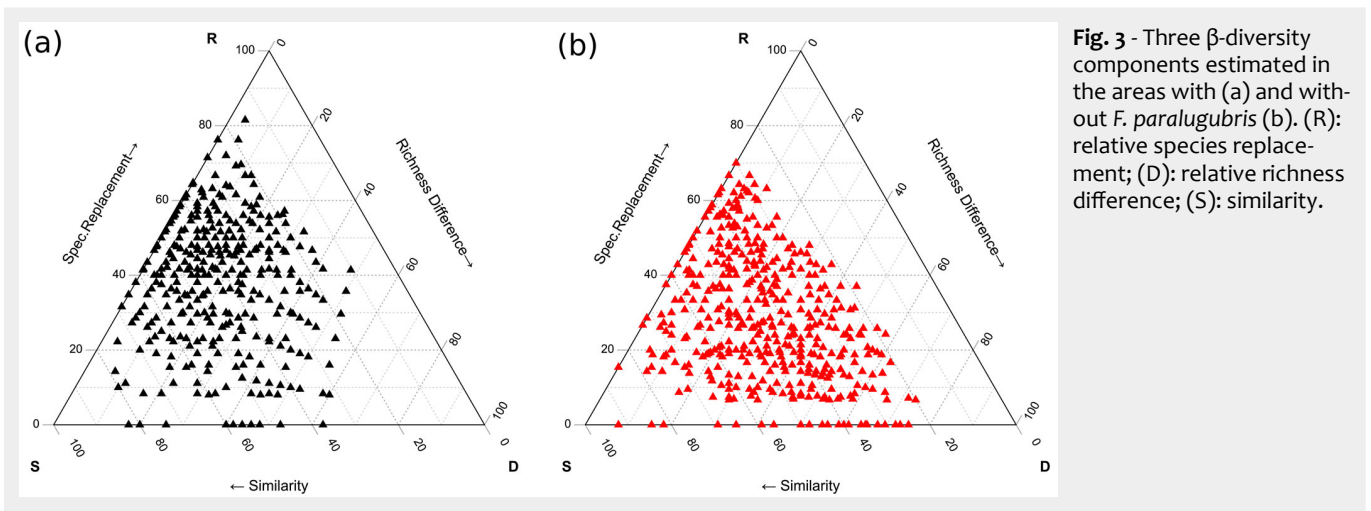 (a)
R
100
0
80
20
Spec.Replacement→
Richness Difference→
60
40
40
60
20
80
0
100
100
80
60
40
20
0
S
D
← Similarity
(b)
R
100
0
80
20
Spec.Replacement→
Richness Difference→
60
40
40
60
20
80
0
100
100
80
60
40
20
0
S
D
← Similarity
Fig. 3 - Three β-diversity
components estimated in
the areas with (a) and with-
out F. paralugubris (b). (R):
relative species replace-
ment; (D): relative richness
difference; (S): similarity.